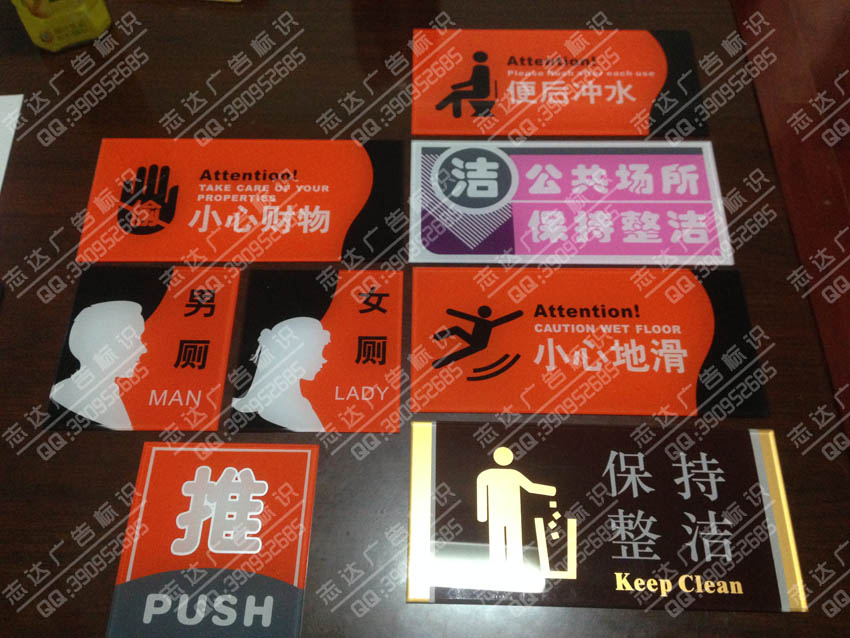 Attention!
Please flush after each use
便后冲水
Attention!
TAKE CARE OF YOUR
PROPERTIES
小心财物
洁
公共场所
保持整洁
男厕
MAN
女厕
LADY
Attention!
CAUTION WET FLOOR
小心地滑
推
PUSH
保持
整洁
Keep Clean
志达广告标识
QQ:390952685